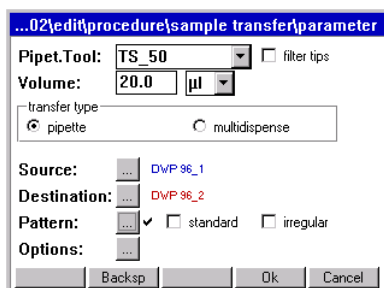 ...02\edit\procedure\sample transfer\parameter
Pipet.Tool: TS_50 filter tips
Volume: 20.0 µl
transfer type
pipette multidispense
Source: ... DWP 96_1
Destination: ... DWP 96_2
Pattern: ... standard irregular
Options: ...
Backsp Ok Cancel